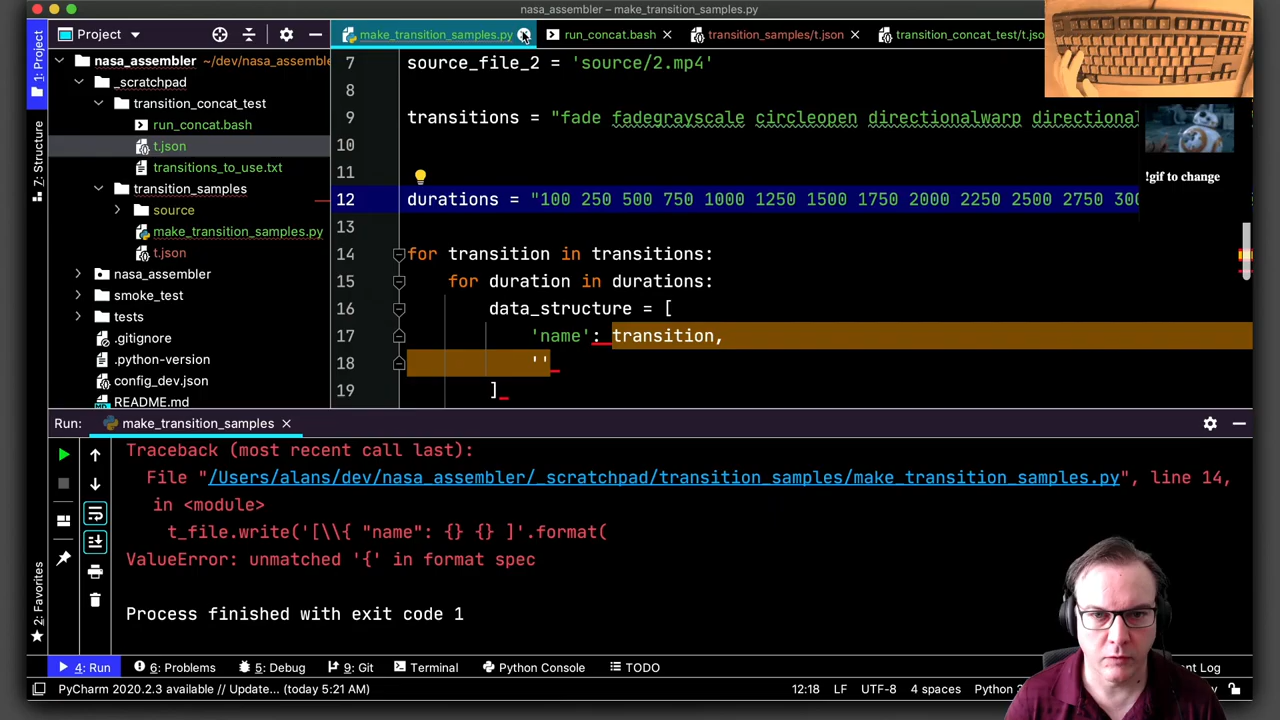 nasa_assembler – make_transition_samples.py
Project
make_transition_samples.py
run_concat.bash
transition_samples/t.json
transition_concat_test/t.jso
1: Project
7: Structure
2: Favorites
nasa_assembler ~/dev/nasa_assemble
_scratchpad
transition_concat_test
run_concat.bash
t.json
transitions_to_use.txt
transition_samples
source
make_transition_samples.py
t.json
nasa_assembler
smoke_test
tests
.gitignore
.python-version
config_dev.json
README.md
7 source_file_2 = 'source/2.mp4'
8
9 transitions = "fade fadegrayscale circleopen directionalwarp directional
10
11
12 durations = "100 250 500 750 1000 1250 1500 1750 2000 2250 2500 2750 300
13
14 for transition in transitions:
15 for duration in durations:
16 data_structure = [
17 'name': transition,
18 ''
19 ]
!gif to change
Run: make_transition_samples
Traceback (most recent call last):
File "/Users/alans/dev/nasa_assembler/_scratchpad/transition_samples/make_transition_samples.py", line 14,
in <module>
t_file.write('[\\{ "name": {} {} ]'.format(
ValueError: unmatched '{' in format spec
Process finished with exit code 1
4: Run
6: Problems
5: Debug
9: Git
Terminal
Python Console
TODO
nt Log
PyCharm 2020.2.3 available // Update... (today 5:21 AM)
12:18 LF UTF-8 4 spaces Python